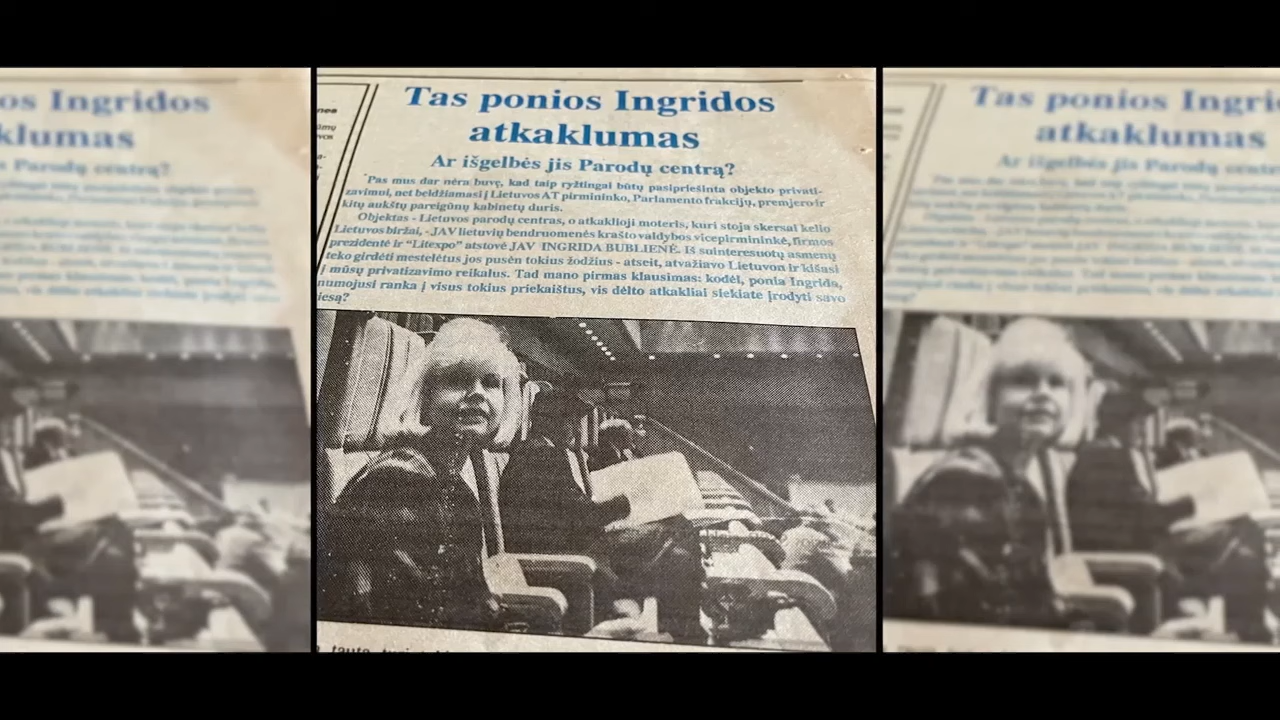 Tas ponios Ingridos
atkaklumas
Ar išgelbės jis Parodų centrą?
"Pas mus dar nėra buvę, kad taip ryžtingai būtų pasipriešinta objekto privati-
zavimui, net beldžiamasi į Lietuvos AT pirmininko, Parlamento frakcijų, premjero ir
kitų aukštų pareigūnų kabinetų duris.
Objektas - Lietuvos parodų centras, o atkaklioji moteris, kuri stoja skersai kelio
Lietuvos biržai, - JAV lietuvių bendruomenės krašto valdybos vicepirmininkė, firmos
prezidentė ir "Litexpo" atstovė JAV INGRIDA BUBLIENĖ. Iš suinteresuotų asmenų
teko girdėti mestelėtus jos pusėn tokius žodžius - atseit, atvažiavo Lietuvon ir kišasi
į mūsų privatizavimo reikalus. Tad mano pirmas klausimas: kodėl, ponia Ingrida,
numojusi ranka į visus tokius priekaištus, vis dėlto atkakliai siekiate įrodyti savo
iesą?